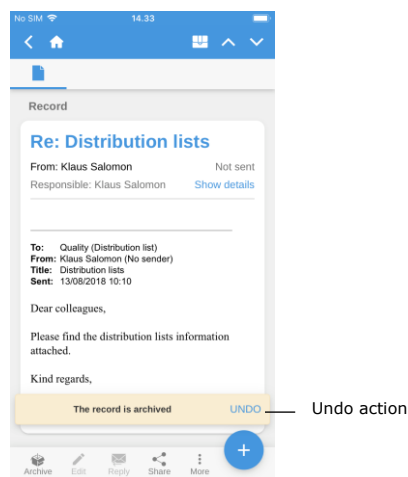 No SIM 14.33
Record
Re: Distribution lists
From: Klaus Salomon Not sent
Responsible: Klaus Salomon Show details
To: Quality (Distribution list)
From: Klaus Salomon (No sender)
Title: Distribution lists
Sent: 13/08/2018 10:10
Dear colleagues,
Please find the distribution lists information
attached.
Kind regards,
The record is archived UNDO
Undo action
Archive Edit Reply Share More